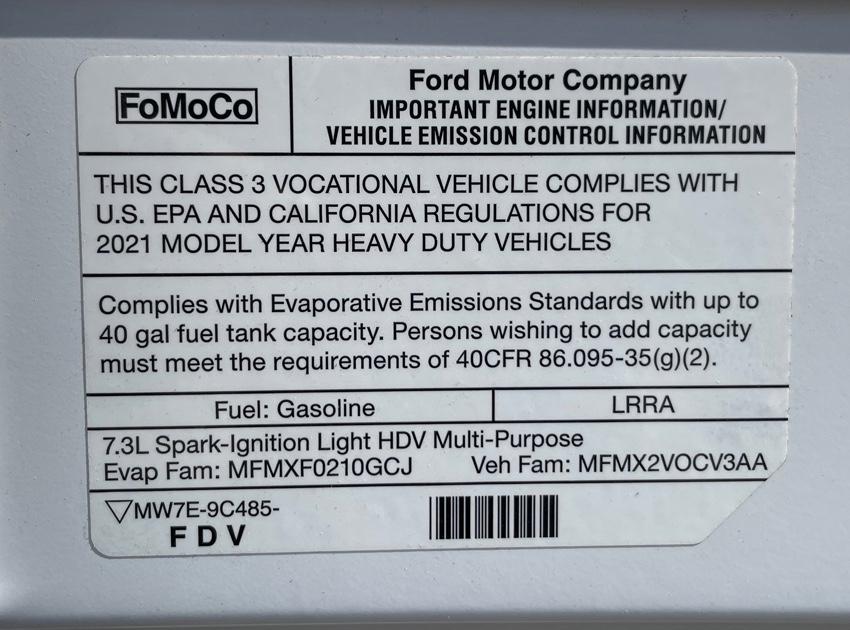 FoMoCo
Ford Motor Company
IMPORTANT ENGINE INFORMATION/
VEHICLE EMISSION CONTROL INFORMATION
THIS CLASS 3 VOCATIONAL VEHICLE COMPLIES WITH
U.S. EPA AND CALIFORNIA REGULATIONS FOR
2021 MODEL YEAR HEAVY DUTY VEHICLES
Complies with Evaporative Emissions Standards with up to
40 gal fuel tank capacity. Persons wishing to add capacity
must meet the requirements of 40CFR 86.095-35(g)(2).
Fuel: Gasoline LRRA
7.3L Spark-Ignition Light HDV Multi-Purpose
Evap Fam: MFMXF0210GCJ Veh Fam: MFMX2VOCV3AA
▽MW7E-9C485-
F D V